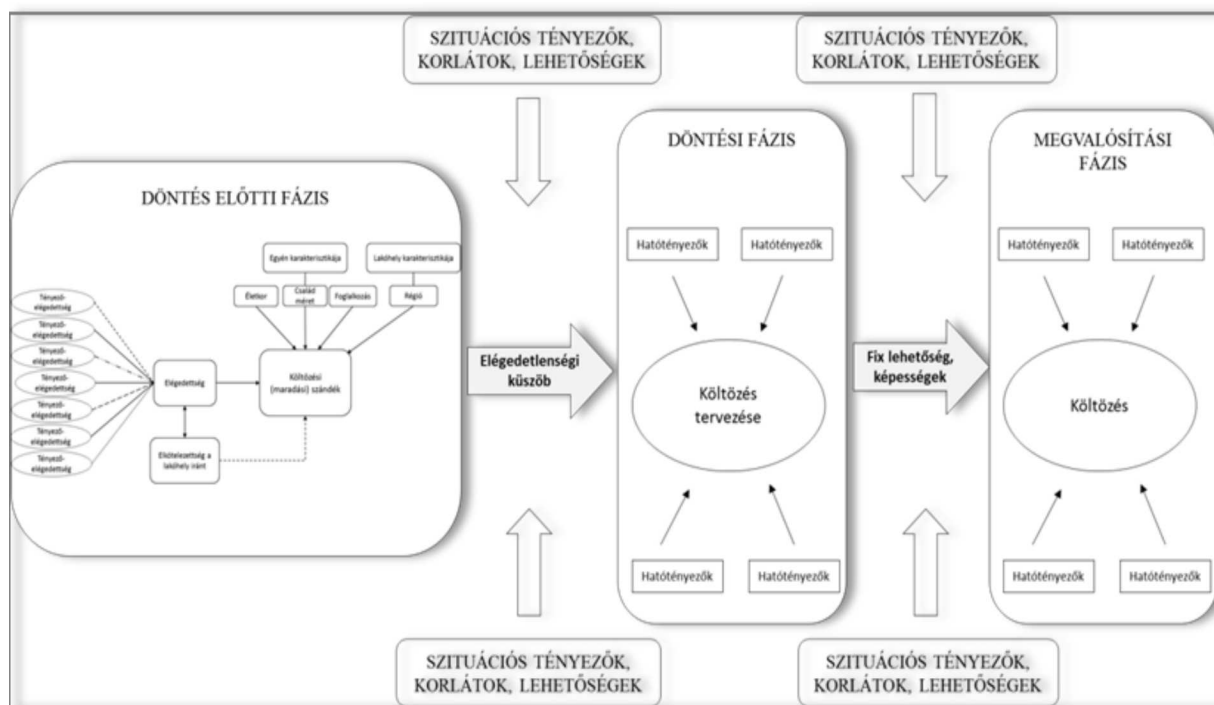 SZITUÁCIÓS TÉNYEZŐK,
KORLÁTOK, LEHETŐSÉGEK
SZITUÁCIÓS TÉNYEZŐK,
KORLÁTOK, LEHETŐSÉGEK
DÖNTÉS ELŐTTI FÁZIS
Egyén karakterisztikája
Lakóhely karakterisztikája
Életkor
Család
méret
Foglalkozás
Régió
Tényező-
elégedettség
Tényező-
elégedettség
Tényező-
elégedettség
Tényező-
elégedettség
Tényező-
elégedettség
Tényező-
elégedettség
Tényező-
elégedettség
Elégedettség
Költözési
(maradási) szándék
Elkötelezettség a
lakóhely iránt
Elégedetlenségi
küszöb
DÖNTÉSI FÁZIS
Hatótényezők
Hatótényezők
Költözés
tervezése
Hatótényezők
Hatótényezők
Fix lehetőség,
képességek
MEGVALÓSÍTÁSI
FÁZIS
Hatótényezők
Hatótényezők
Költözés
Hatótényezők
Hatótényezők
SZITUÁCIÓS TÉNYEZŐK,
KORLÁTOK, LEHETŐSÉGEK
SZITUÁCIÓS TÉNYEZŐK,
KORLÁTOK, LEHETŐSÉGEK